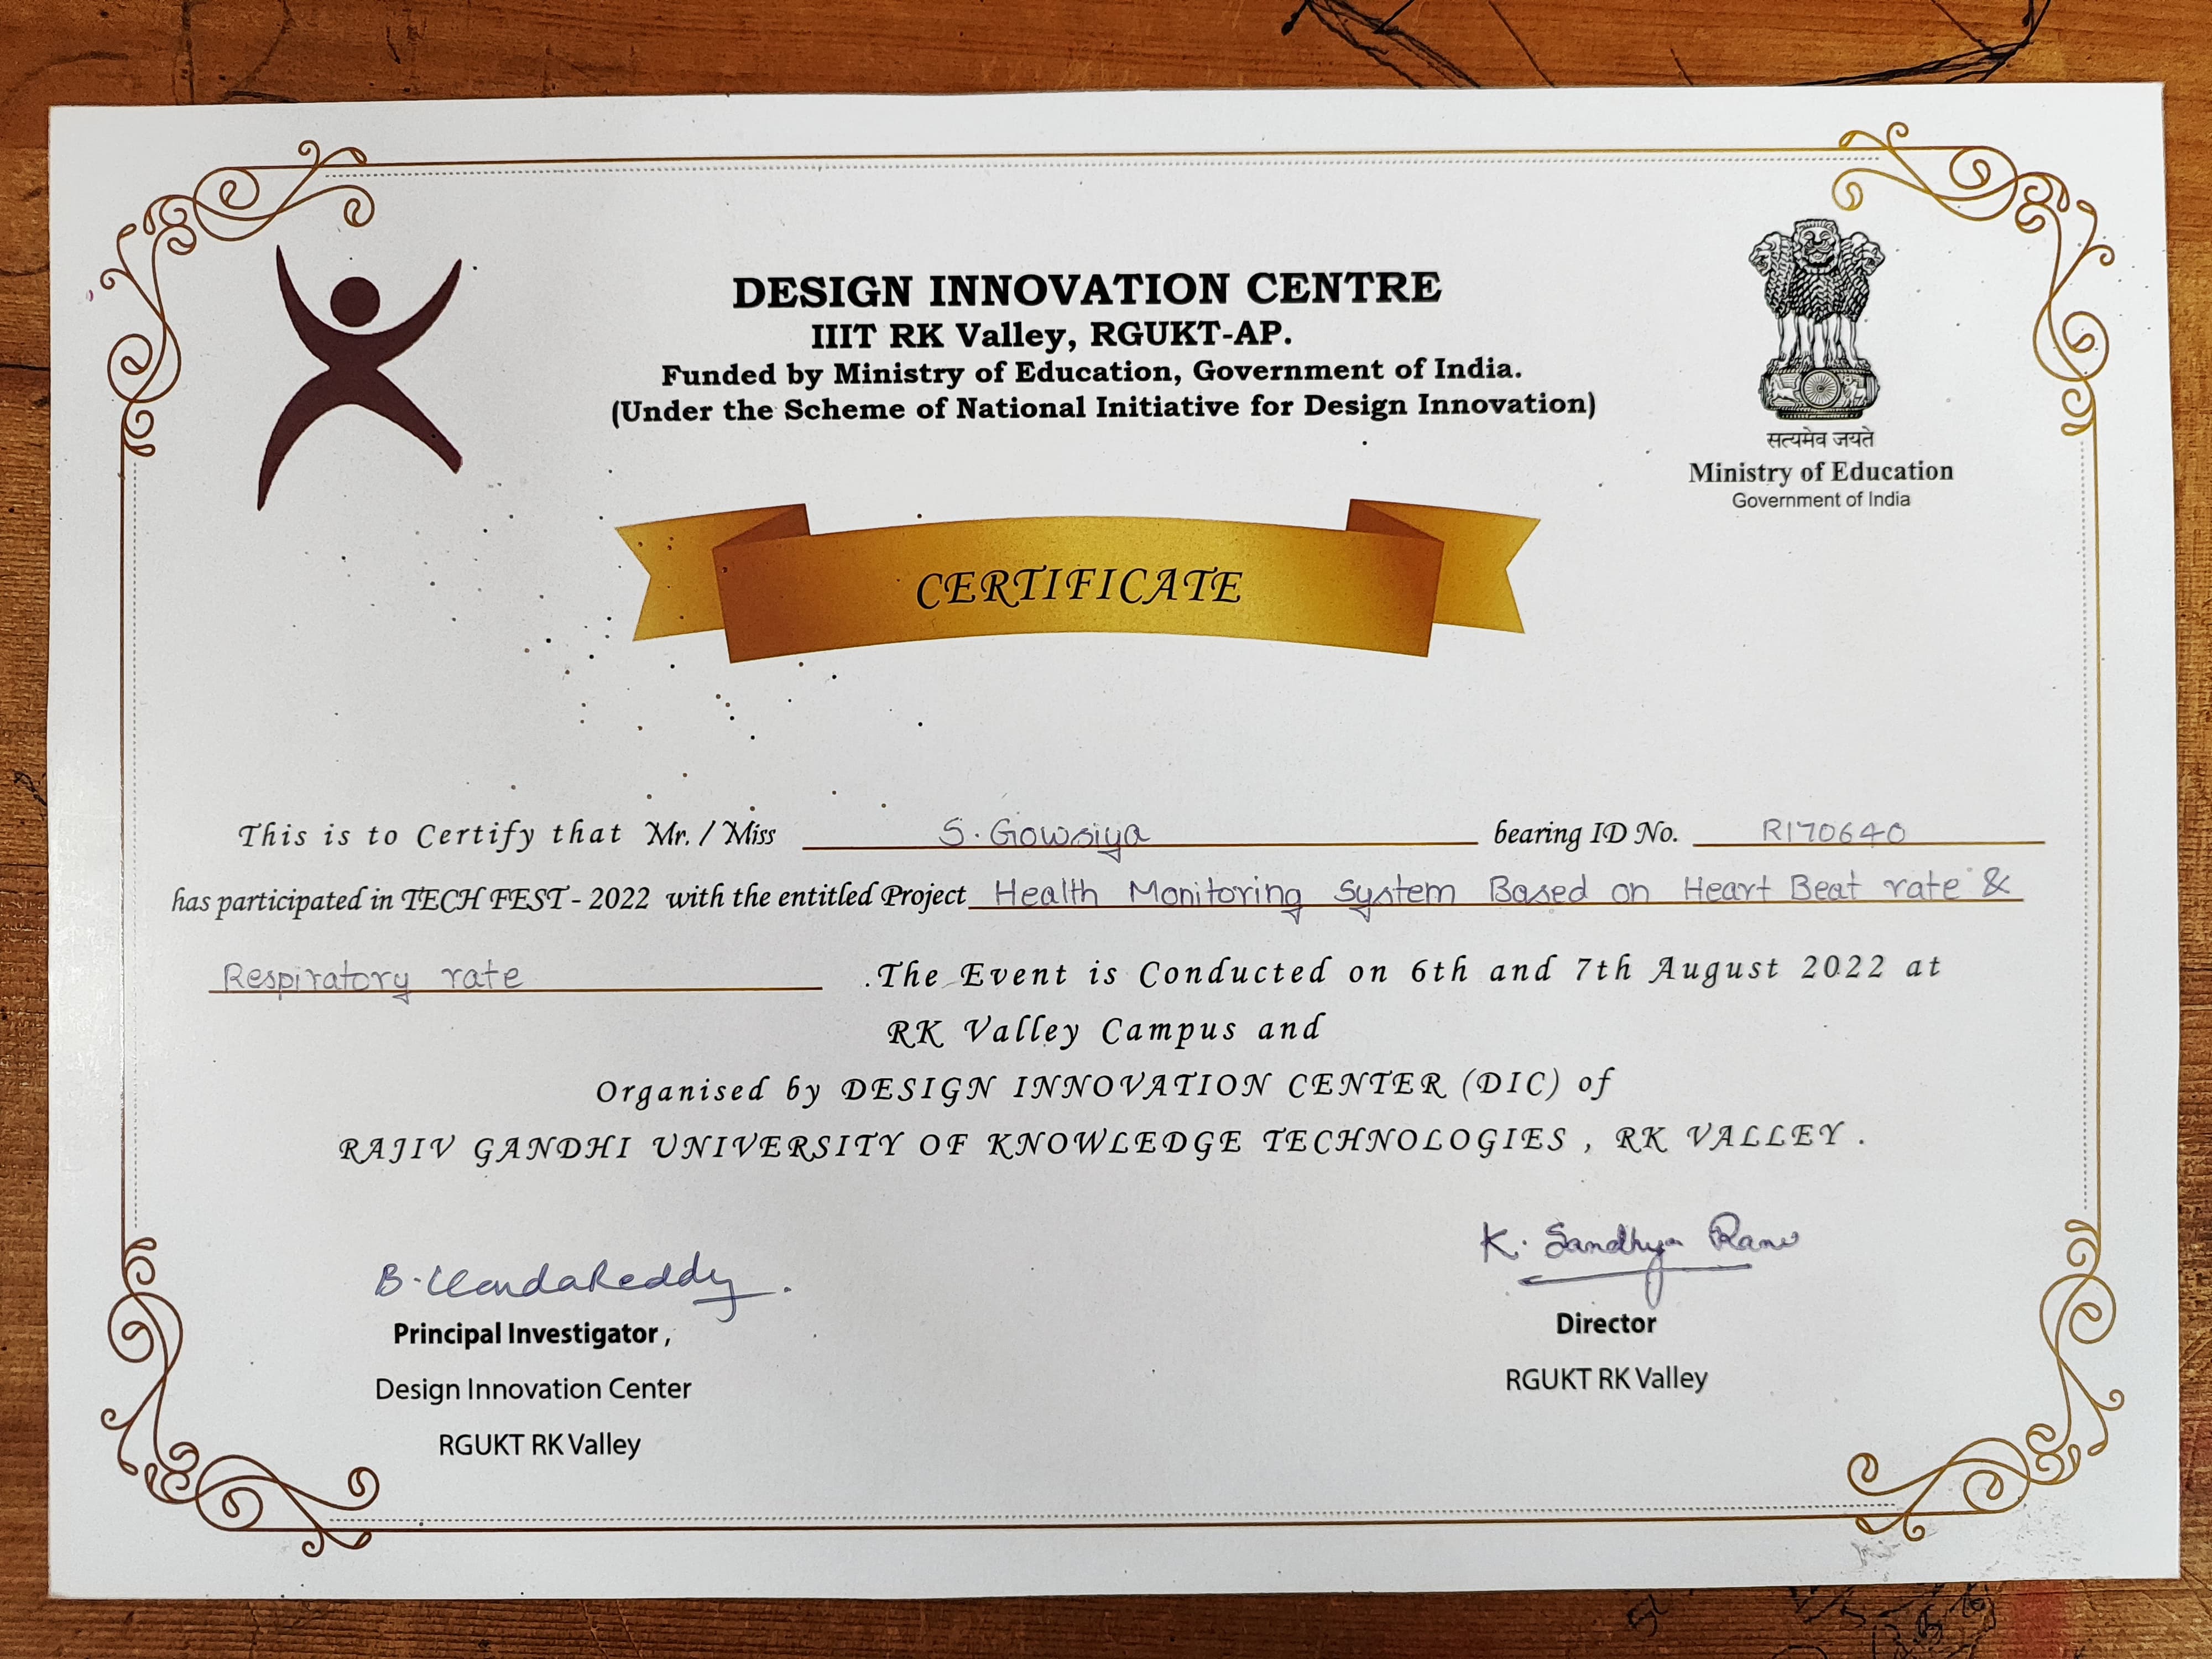 DESIGN INNOVATION CENTRE
IIIT RK Valley, RGUKT-AP.
Funded by Ministry of Education, Government of India.
(Under the Scheme of National Initiative for Design Innovation)
सत्यमेव जयते
Ministry of Education
Government of India
CERTIFICATE
This is to Certify that Mr. / Miss S. Gowsiya bearing ID No. R170640
has participated in TECH FEST - 2022 with the entitled Project Health Monitoring System Based on Heart Beat rate &
Respiratory rate .The Event is Conducted on 6th and 7th August 2022 at
RK Valley Campus and
Organised by DESIGN INNOVATION CENTER (DIC) of
RAJIV GANDHI UNIVERSITY OF KNOWLEDGE TECHNOLOGIES , RK VALLEY .
K. Sandhya Rani
B. Reddy
Principal Investigator ,
Director
Design Innovation Center
RGUKT RK Valley
RGUKT RK Valley